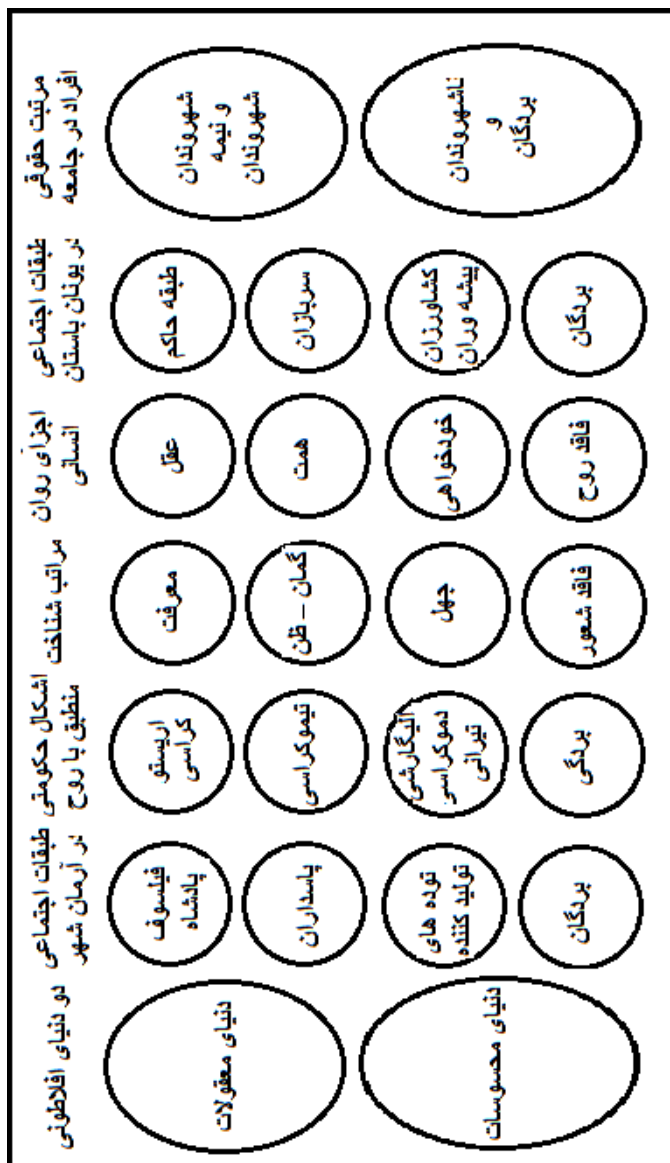 مرتبت حقوقی
افراد در جامعه
شهروندان
و نیمه
شهروندان
ناشهروندان
و
بردگان
طبقات اجتماعی
در یونان باستان
طبقه حاکم
سربازان
کشاورزان
پیشه وران
بردگان
اجزای روان
انسانی
عقل
همت
خودخواهی
فاقد روح
مراتب شناخت
معرفت
گمان – ظن
جهل
فاقد شعور
اشکال حکومتی
منطبق با روح
اریستو
کراسی
تیموکراسی
الیگارشی
دموکراسی
تیرانی
بردگی
طبقات اجتماعی
در آرمان شهر
فیلسوف
پادشاه
پاسداران
توده های
تولید کننده
بردگان
دو دنیای افلاطونی
دنیای معقولات
دنیای محسوسات